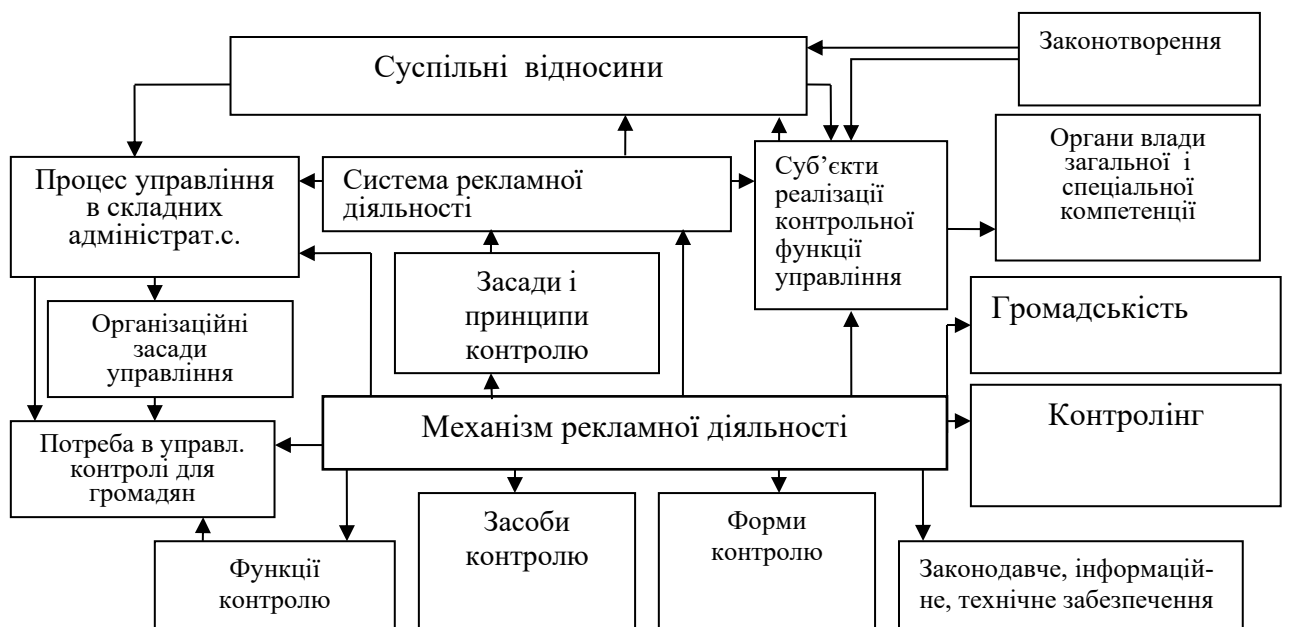 Законотворення
Суспільні відносини
Органи влади
загальної і
спеціальної
компетенції
Процес управління
в складних
адміністрат.с.
Система рекламної
діяльності
Суб’єкти
реалізації
контрольної
функції
управління
Засади і
принципи
контролю
Громадськість
Організаційні
засади
управління
Механізм рекламної діяльності
Контролінг
Потреба в управл.
контролі для
громадян
Засоби
контролю
Форми
контролю
Функції
контролю
Законодавче, інформацій-
не, технічне забезпечення